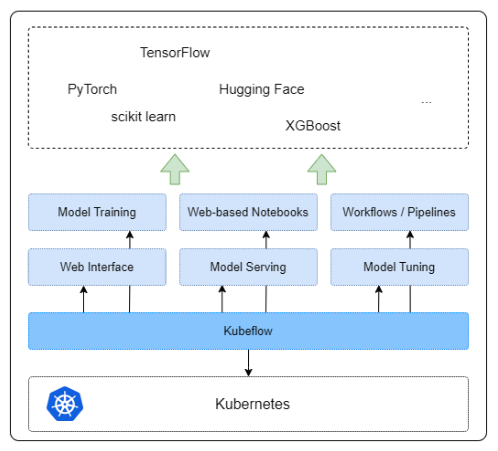 TensorFlow
PyTorch
Hugging Face
...
scikit learn
XGBoost
Model Training
Web-based Notebooks
Workflows / Pipelines
Web Interface
Model Serving
Model Tuning
Kubeflow
Kubernetes